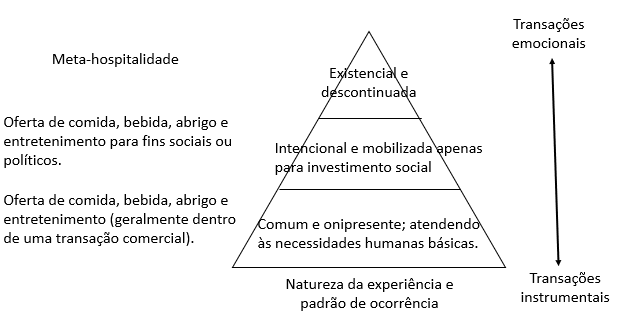 Transações
emocionais
Meta-hospitalidade
Existencial e
descontinuada
Oferta de comida, bebida, abrigo e
entretenimento para fins sociais ou
políticos.
Intencional e mobilizada apenas
para investimento social
Oferta de comida, bebida, abrigo e
entretenimento (geralmente dentro
de uma transação comercial).
Comum e onipresente; atendendo
às necessidades humanas básicas.
Natureza da experiência e
padrão de ocorrência
Transações
instrumentais